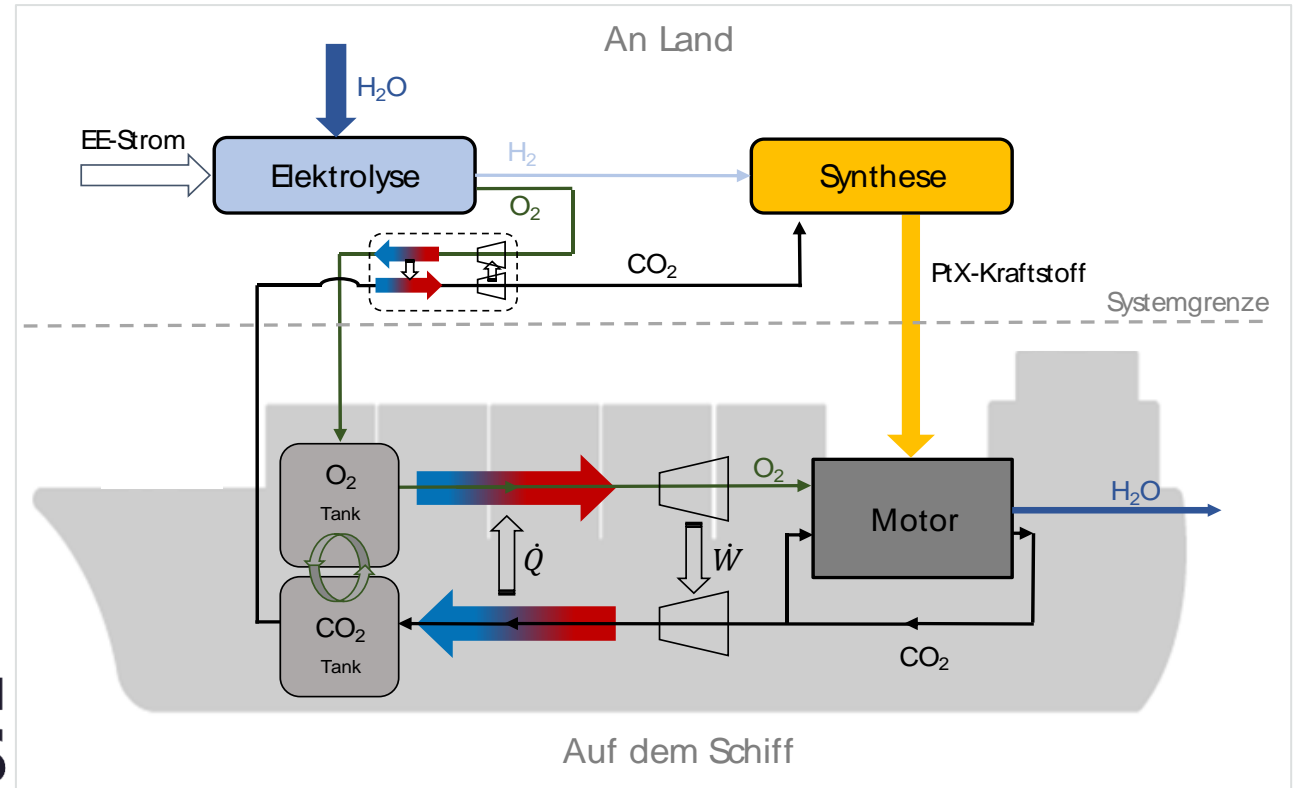 An Land
H₂O
EE-Strom
Elektrolyse
H₂
Synthese
O₂
CO₂
PtX-Kraftstoff
Systemgrenze
O₂
Tank
O₂
Motor
H₂O
Q̇
Ẇ
CO₂
Tank
CO₂
Auf dem Schiff